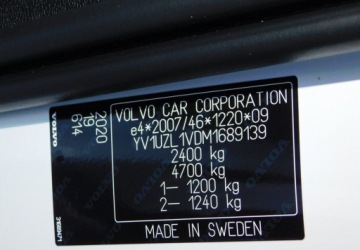 VOLVO CAR CORPORATION
e4*2007/46*1220*09
YV1UZL1VDM1689139
2400 kg
4700 kg
1– 1200 kg
2– 1240 kg
MADE IN SWEDEN
VOLVO
2020
19
614